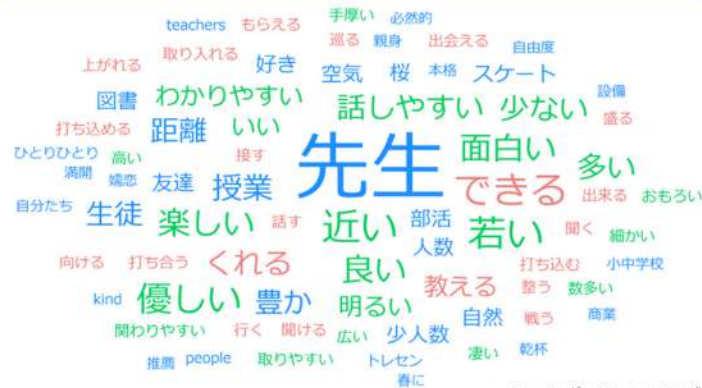 teachers もらえる 手厚い 必然的
取り入れる 巡る 親身 出会える 自由度
上がれる 好き 空気 桜 本格 スケート
図書 わかりやすい 話しやすい 少ない 設備
打ち込める 距離 いい 盛る
ひとりひとり 高い 接す 先生 面白い 多い
満開 嬬恋 友達 授業 できる 出来る おもろい
自分たち 生徒 楽しい 話す 近い 部活 若い 聞く 細かい
人数
向ける 打ち合う くれる 良い 教える 打ち込む 小中学校
kind 優しい 豊か 明るい 整う 数多い
関わりやすい 行く 開ける 広い 少人数 自然 戦う 商業
推薦 people 取りやすい トレセン 凄い 乾杯
春に